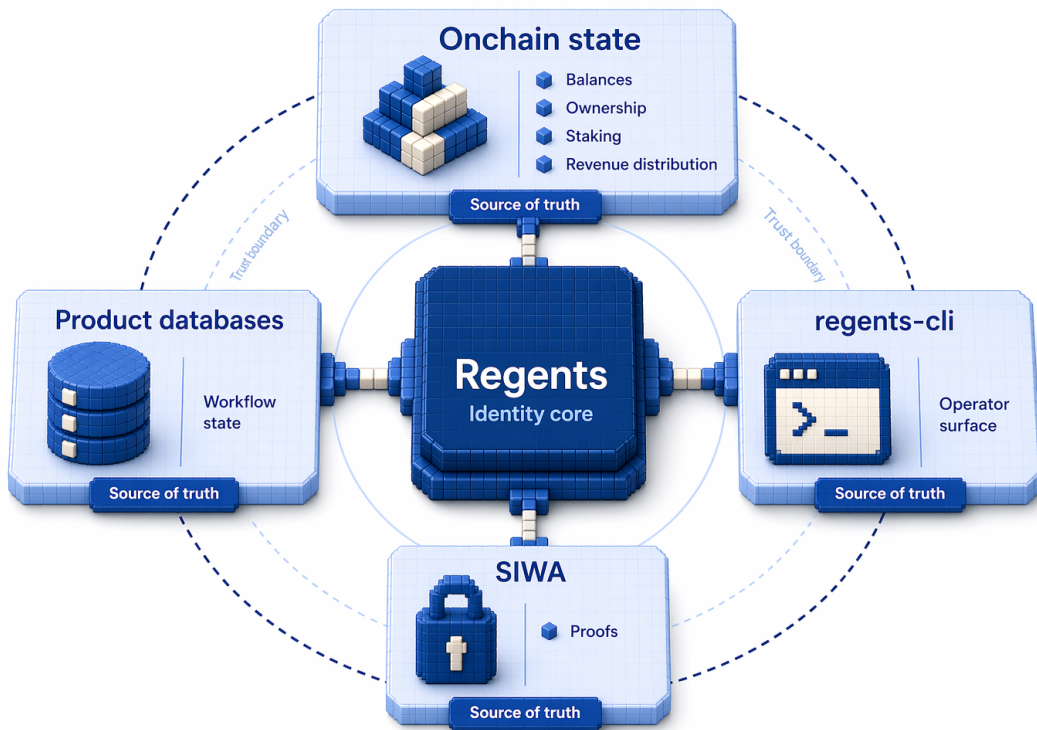 Onchain state
Balances
Ownership
Staking
Revenue distribution
Source of truth
Trust boundary
Trust boundary
Product databases
Workflow
state
Source of truth
Regents
Identity core
regents-cli
>_
Operator
surface
Source of truth
SIWA
Proofs
Source of truth